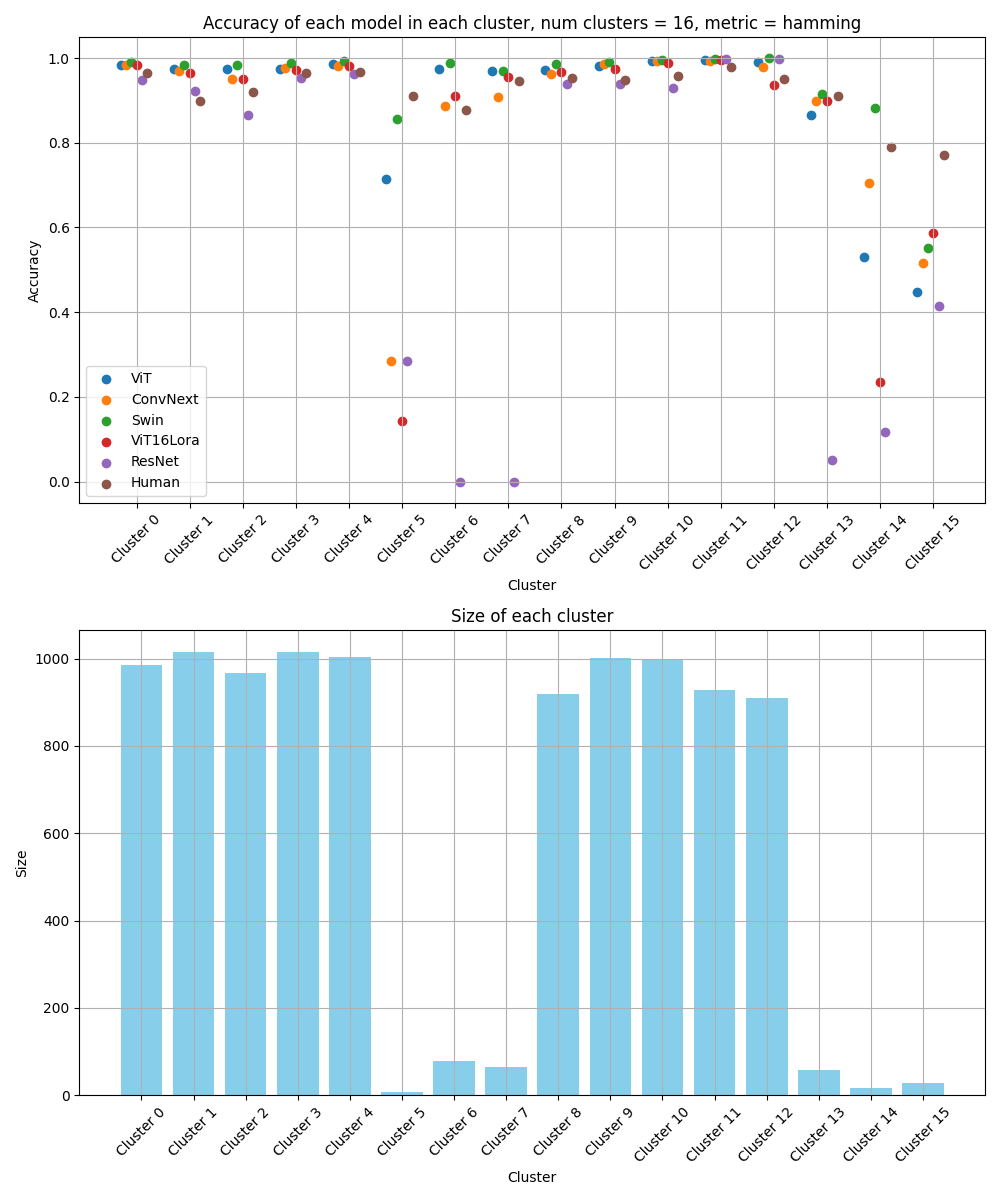 Accuracy of each model in each cluster, num clusters = 16, metric = hamming
1.0
0.8
0.6
0.4
0.2
0.0
Accuracy
ViT
ConvNext
Swin
ViT16Lora
ResNet
Human
Cluster 0
Cluster 1
Cluster 2
Cluster 3
Cluster 4
Cluster 5
Cluster 6
Cluster 7
Cluster 8
Cluster 9
Cluster 10
Cluster 11
Cluster 12
Cluster 13
Cluster 14
Cluster 15
Cluster
Size of each cluster
1000
800
600
400
200
0
Size
Cluster 0
Cluster 1
Cluster 2
Cluster 3
Cluster 4
Cluster 5
Cluster 6
Cluster 7
Cluster 8
Cluster 9
Cluster 10
Cluster 11
Cluster 12
Cluster 13
Cluster 14
Cluster 15
Cluster